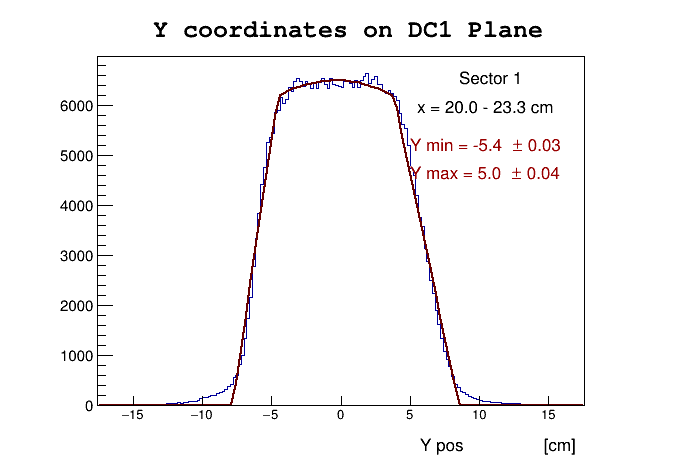 Y coordinates on DC1 Plane
Sector 1
x = 20.0 - 23.3 cm
Y min = -5.4 ± 0.03
Y max = 5.0 ± 0.04
6000
5000
4000
3000
2000
1000
0
−15 −10 −5 0 5 10 15
Y pos [cm]